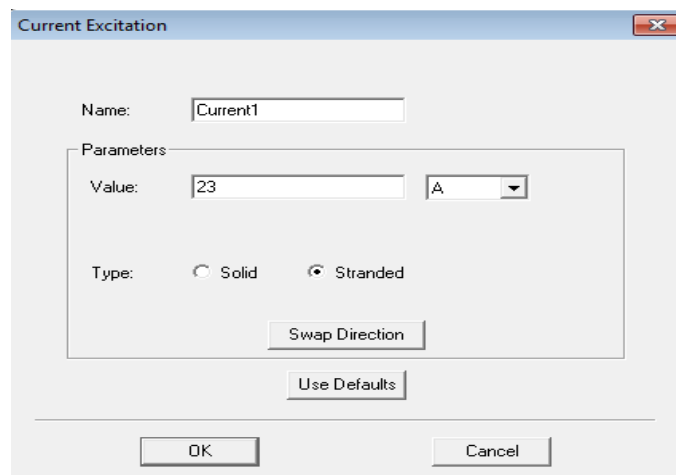 Current Excitation
Name: Current1
Parameters
Value: 23 A
Type: Solid Stranded
Swap Direction
Use Defaults
OK Cancel